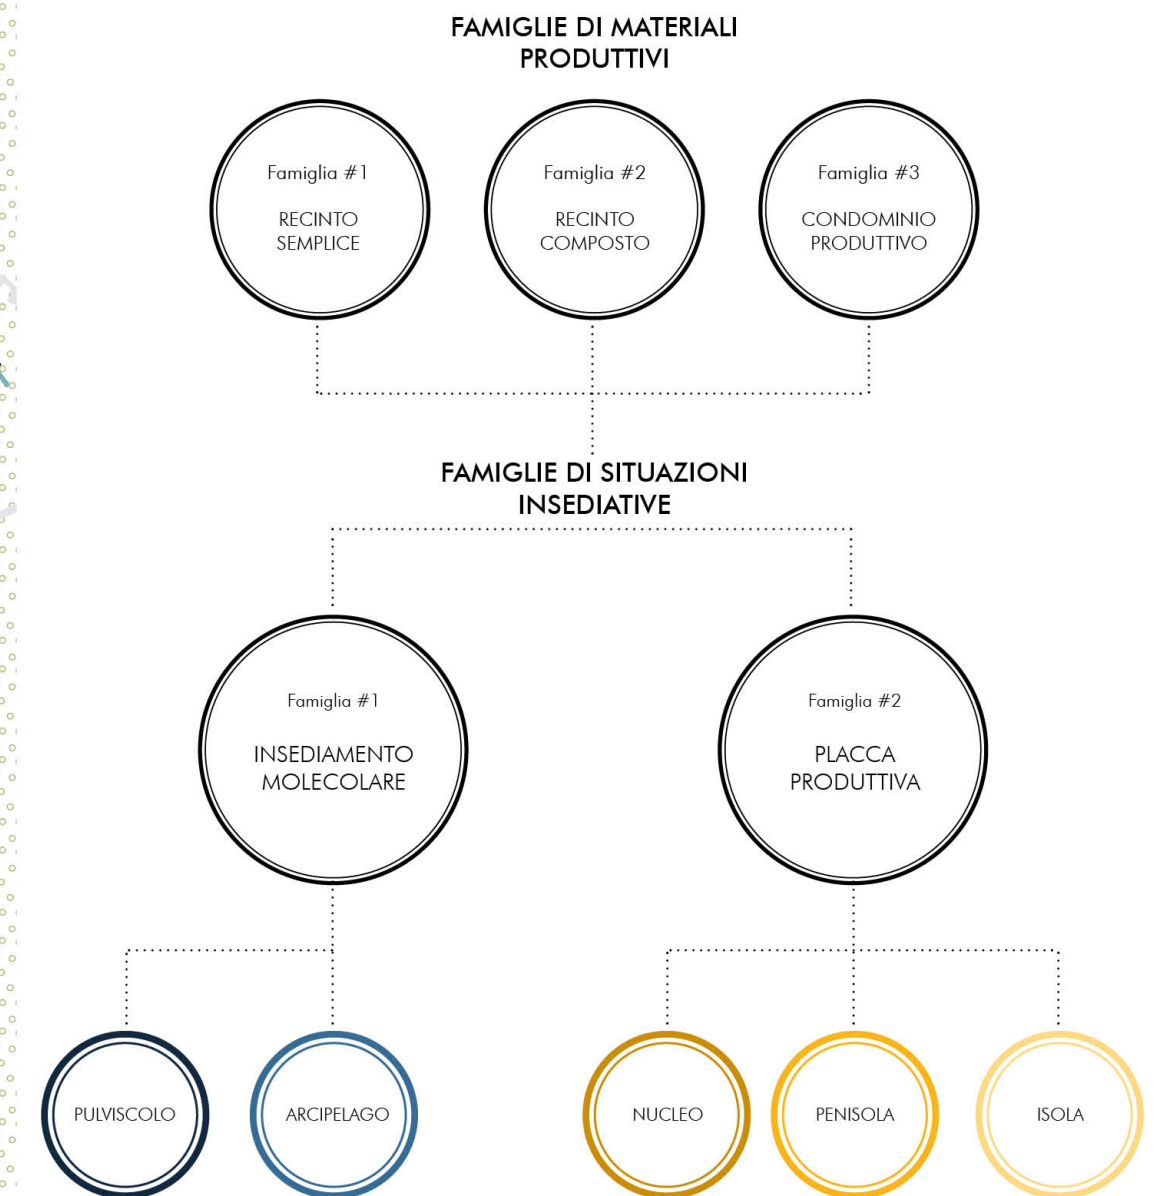 FAMIGLIE DI MATERIALI
PRODUTTIVI
Famiglia #1
RECINTO
SEMPLICE
Famiglia #2
RECINTO
COMPOSTO
Famiglia #3
CONDOMINIO
PRODUTTIVO
FAMIGLIE DI SITUAZIONI
INSEDIATIVE
Famiglia #1
INSEDIAMENTO
MOLECOLARE
Famiglia #2
PLACCA
PRODUTTIVA
PULVISCOLO
ARCIPELAGO
NUCLEO
PENISOLA
ISOLA